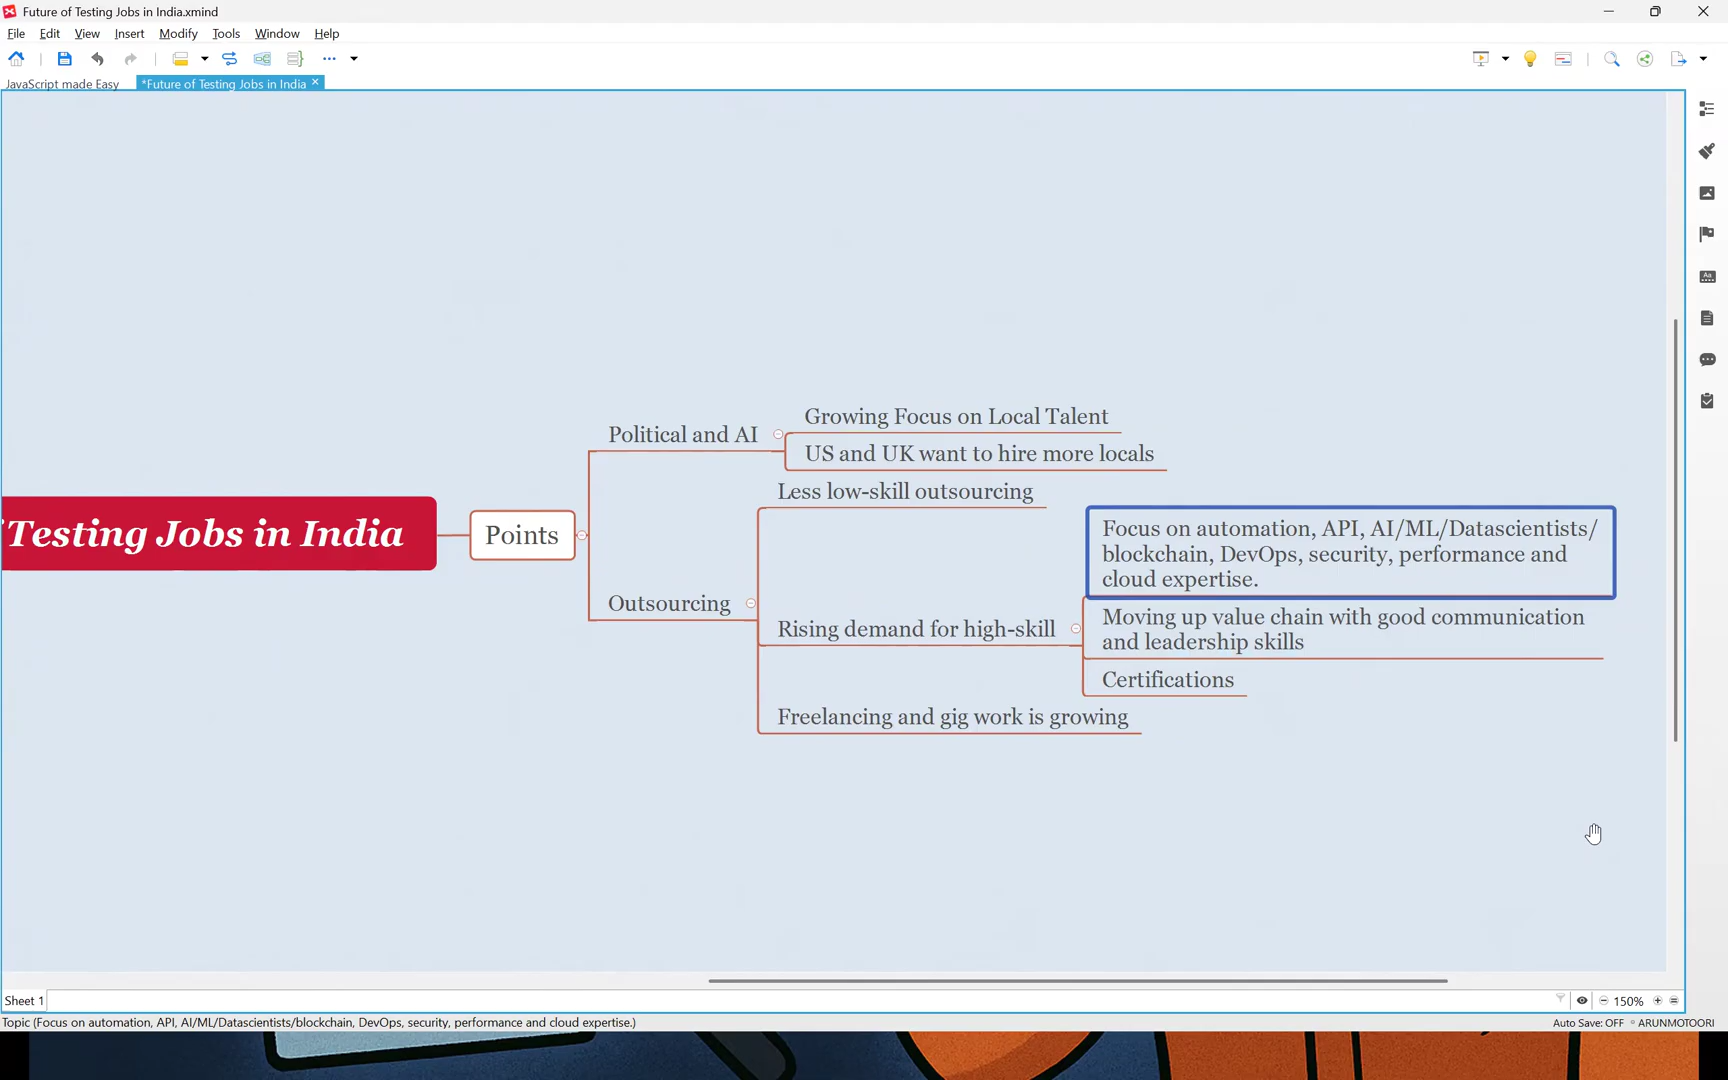 Future of Testing Jobs in India.xmind
File Edit View Insert Modify Tools Window Help
JavaScript made Easy
*Future of Testing Jobs in India
Testing Jobs in India
Points
Political and AI
Growing Focus on Local Talent
US and UK want to hire more locals
Outsourcing
Less low-skill outsourcing
Rising demand for high-skill
Focus on automation, API, AI/ML/Datascientists/
blockchain, DevOps, security, performance and
cloud expertise.
Moving up value chain with good communication
and leadership skills
Certifications
Freelancing and gig work is growing
Sheet 1
150%
Topic (Focus on automation, API, AI/ML/Datascientists/blockchain, DevOps, security, performance and cloud expertise.)
Auto Save: OFF
ARUNMOTOORI